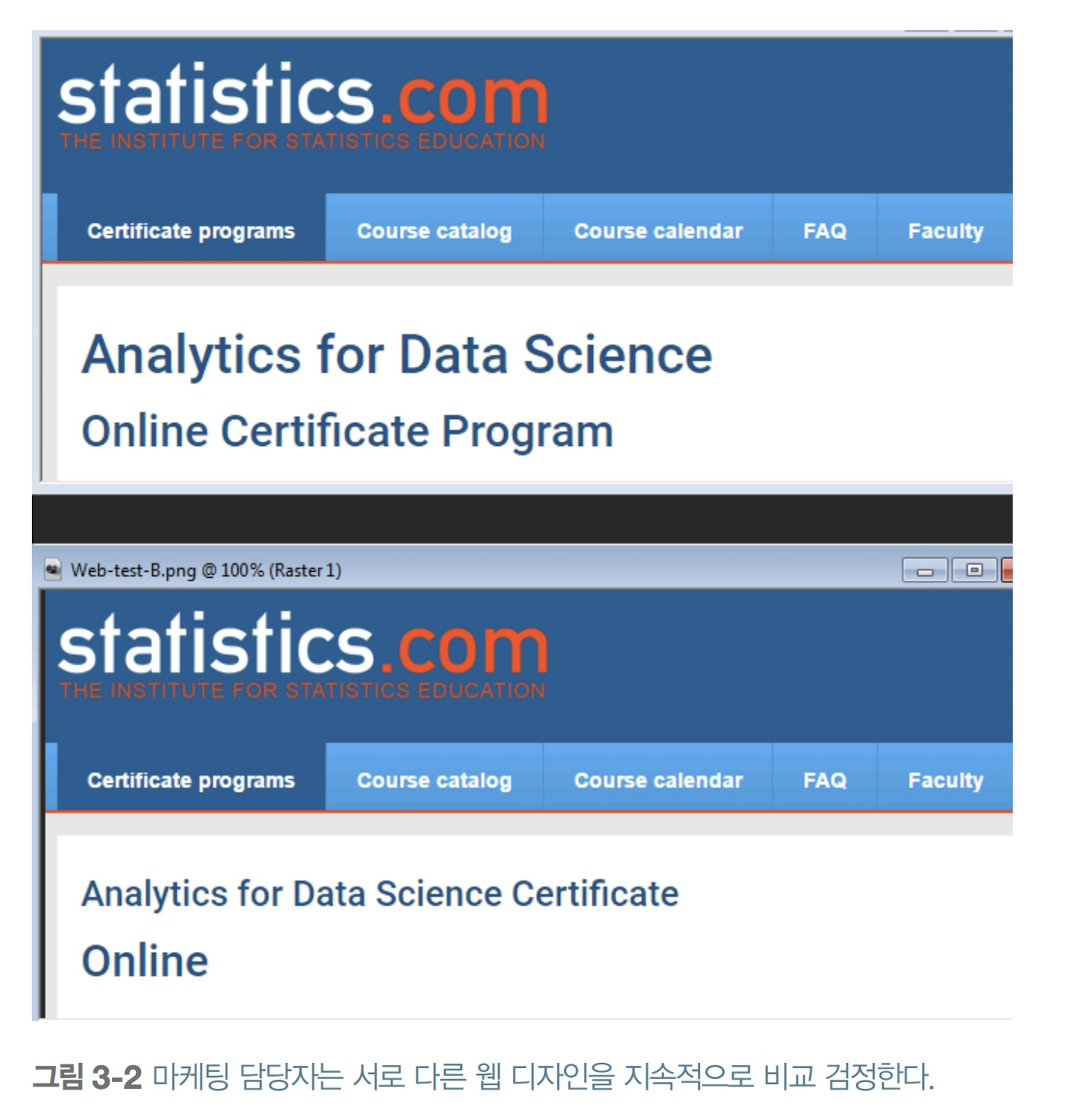 statistics.com
THE INSTITUTE FOR STATISTICS EDUCATION
Certificate programs Course catalog Course calendar FAQ Faculty
Analytics for Data Science
Online Certificate Program
Web-test-B.png @ 100% (Raster 1)
statistics.com
THE INSTITUTE FOR STATISTICS EDUCATION
Certificate programs Course catalog Course calendar FAQ Faculty
Analytics for Data Science Certificate
Online
그림 3-2 마케팅 담당자는 서로 다른 웹 디자인을 지속적으로 비교 검정한다.